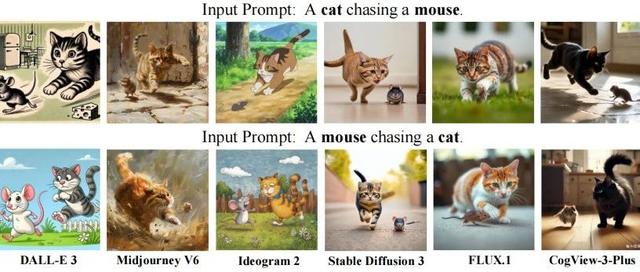 Input Prompt: A cat chasing a mouse.
Input Prompt: A mouse chasing a cat.
DALL-E 3 Midjourney V6 Ideogram 2 Stable Diffusion 3 FLUX.1 CogView-3-Plus